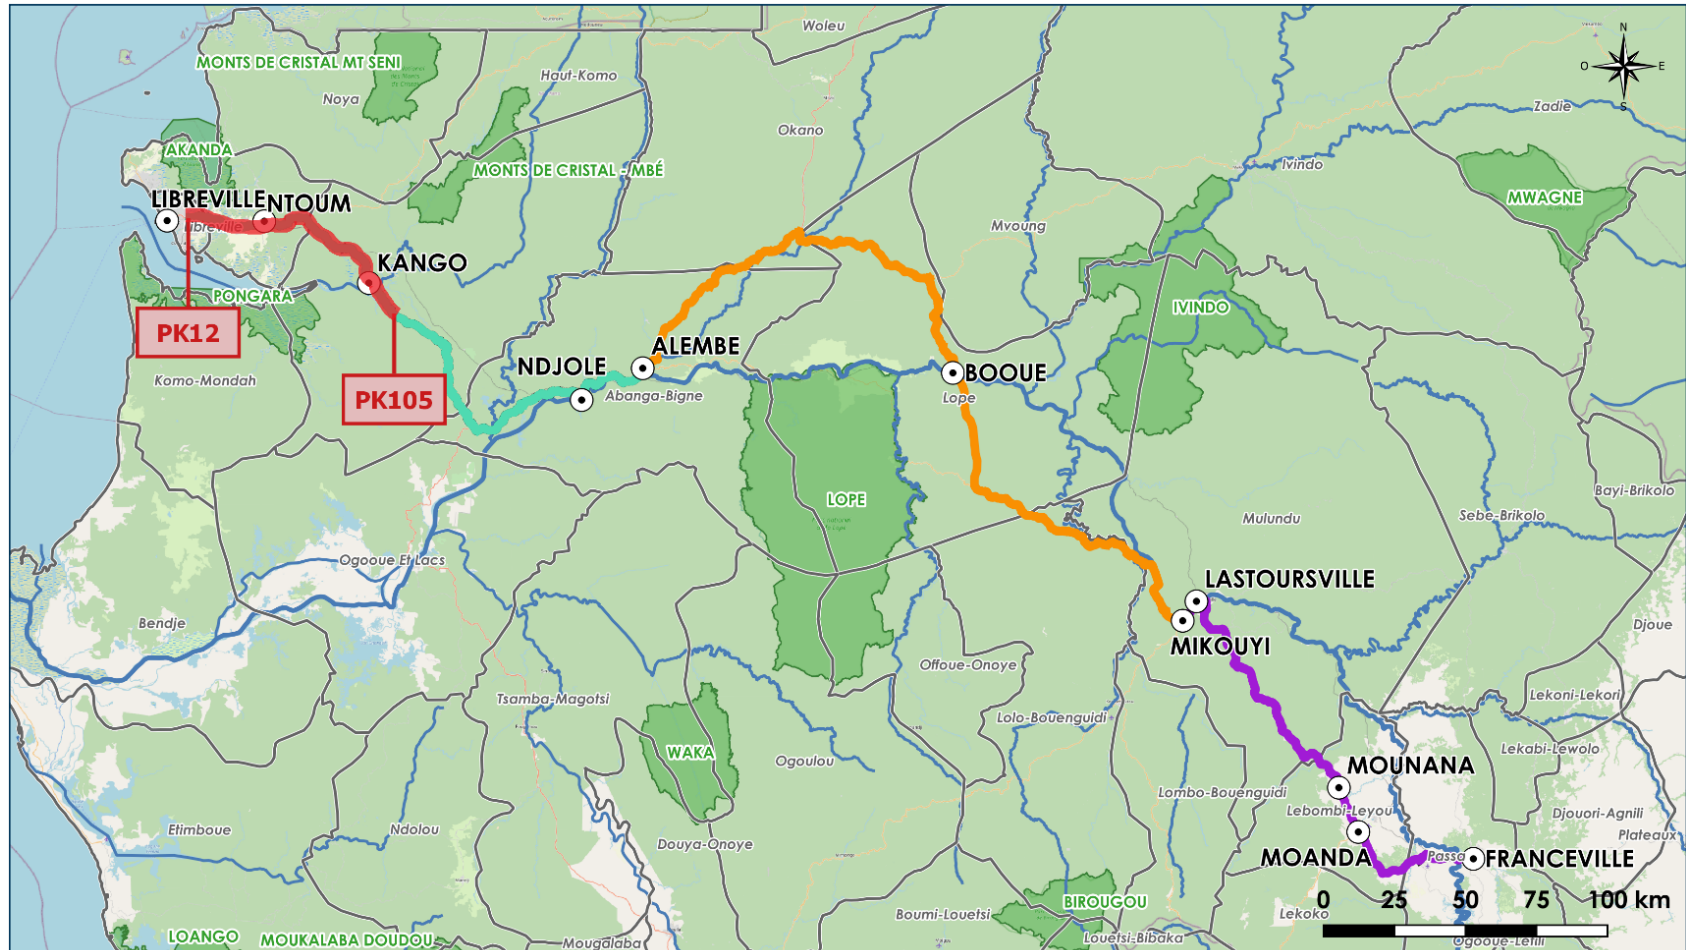 Woleu
N
MONTS DE CRISTAL MT SENI
Haut-Komo
O
E
Noya
S
Zadie
Okano
AKANDA
Ivindo
MONTS DE CRISTAL - MBÉ
MWAGNE
LIBREVILLE
NTOUM
Libreville
Mvoung
KANGO
PONGARA
IVINDO
PK12
ALEMBE
NDJOLE
BOOUE
Komo-Mondah
PK105
Abanga-Bigne
Lope
LOPE
Bayi-Brikolo
Mulundu
Sebe-Brikolo
Ogooue Et Lacs
LASTOURSVILLE
Bendje
Djoue
MIKOUYI
Offoue-Onoye
Tsamba-Magotsi
Lekoni-Lekori
Lolo-Bouenguidi
WAKA
Ogoulou
Lekabi-Lewolo
MOUNANA
Lombo-Bouenguidi
Lebombi-Leyou
Djouori-Agnili
Etimboue
Ndolou
Plateaux
Douya-Onoye
MOANDA
Passa
FRANCEVILLE
0 25 50 75 100 km
BIROUGOU
Boumi-Louetsi
Lekoko
LOANGO
MOUKALABA DOUDOU
Mougalaba
Louetsi-Bibaka
Ogooue-Letili